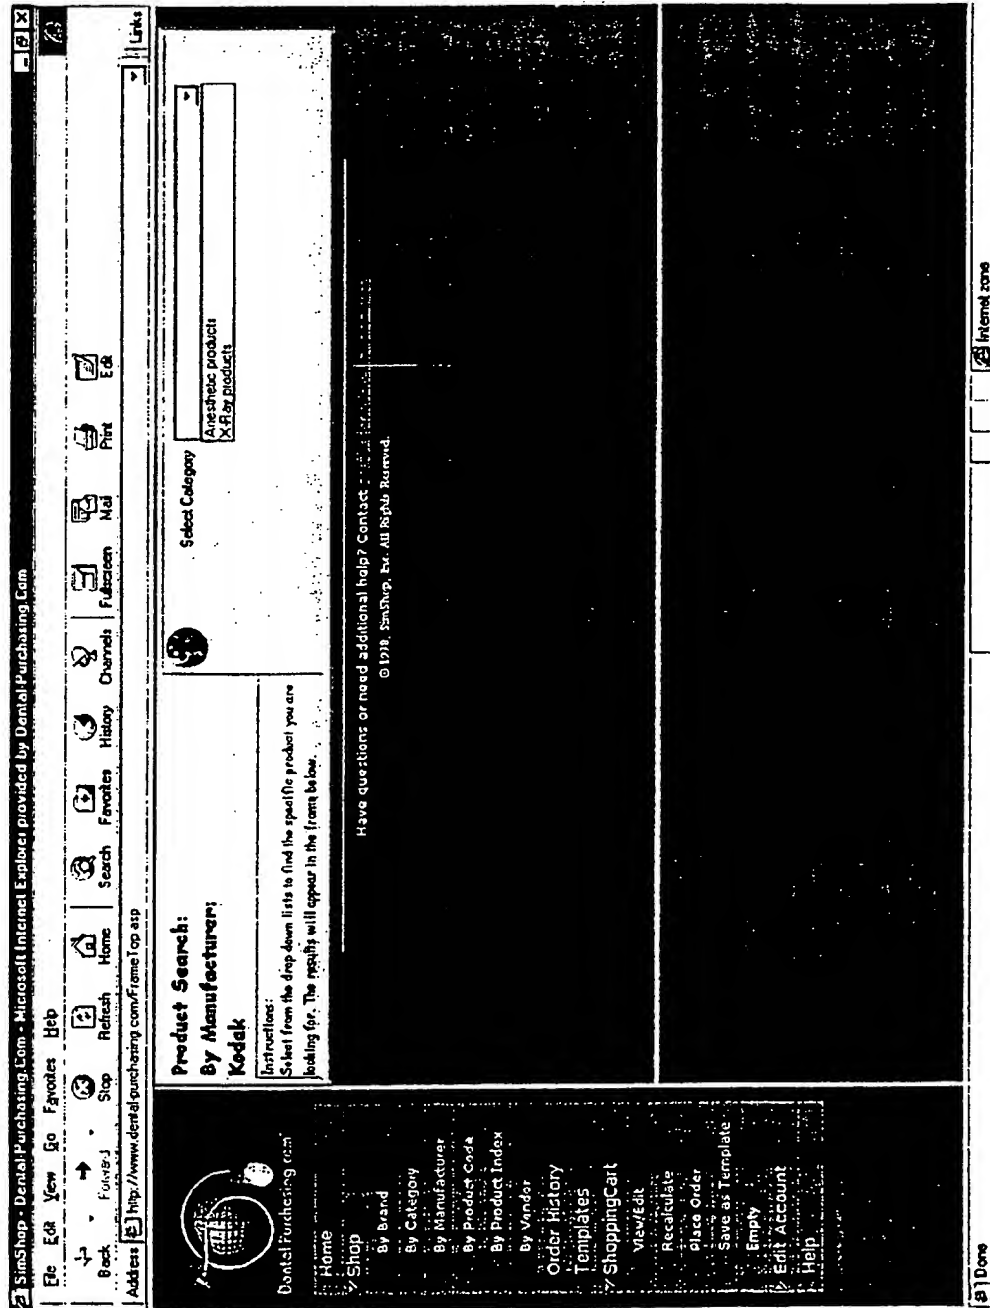 SimShop - Dental-Purchasing.Com - Microsoft Internet Explorer provided by Dental-Purchasing.Com
File Edit View Go Favorites Help
Back Forward Stop Refresh Home Search Favorites History Channels Fullscreen Mail Print Edit
Address http://www.dental-purchasing.com/FrameTop.asp Links
Dental Purchasing com
Home
Shop
By Brand
By Category
By Manufacturer
By Product Code
By Product Index
By Vendor
Order History
Templates
ShoppingCart
View/Edit
Recalculate
Place Order
Save as Template
Empty
Edit Account
Help
Product Search:
By Manufacturer:
Kodak
Instructions:
Select from the drop down lists to find the specific product you are
looking for. The results will appear in the frame below.
Select Category
Anesthetic products
X-Ray products
Have questions or need additional help? Contact
© 1998, SimShop, Inc. All Rights Reserved.
Done
Internet zone